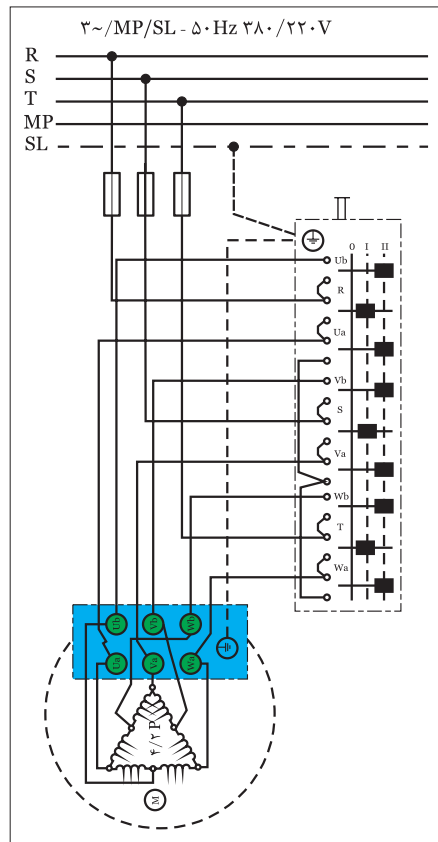 ۳~/MP/SL - ۵۰Hz ۳۸۰/۲۲۰V
R
S
T
MP
SL
II
0 I II
Ub
R
Ua
Vb
S
Va
Wb
T
Wa
Ub Vb Wb
Ua Va Wa
۴/۲P
M